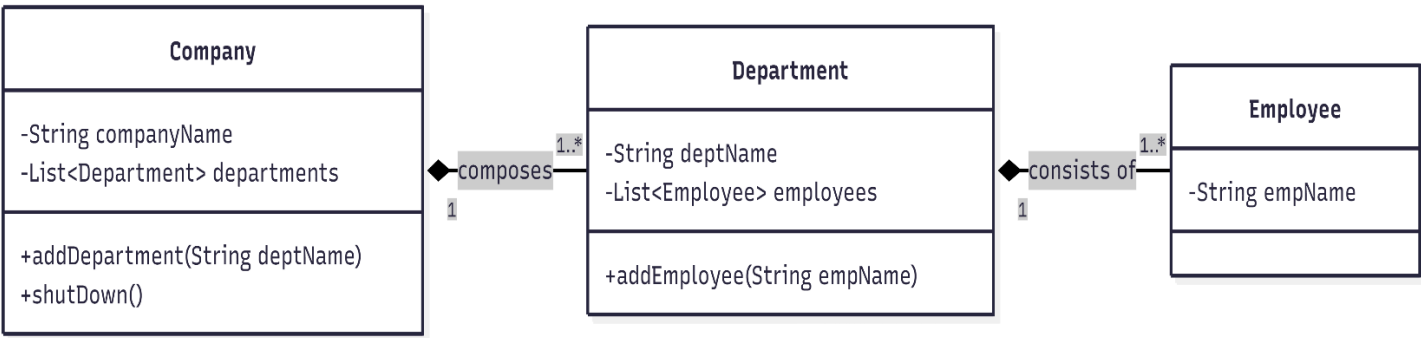 Company
-String companyName
-List<Department> departments
+addDepartment(String deptName)
+shutDown()
composes
1
1..*
Department
-String deptName
-List<Employee> employees
+addEmployee(String empName)
consists of
1
1..*
Employee
-String empName